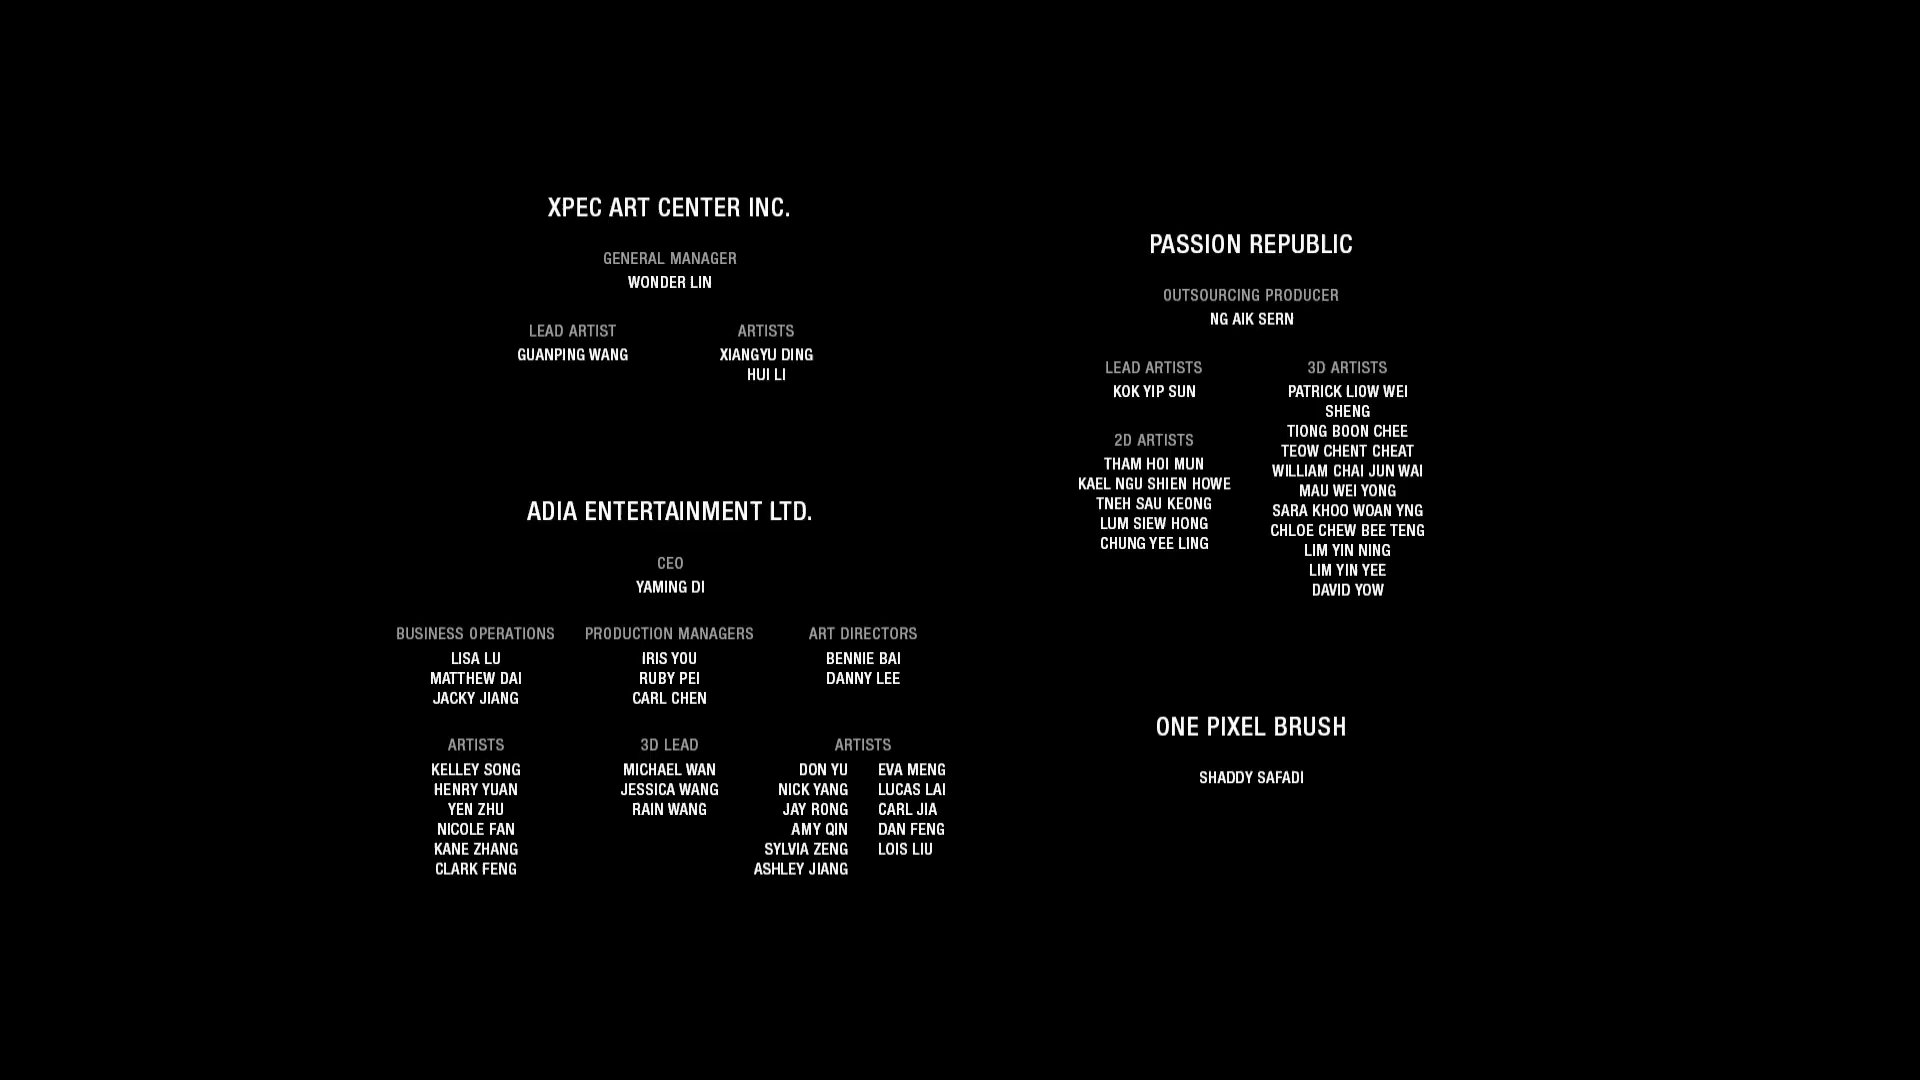 XPEC ART CENTER INC.
GENERAL MANAGER
WONDER LIN
LEAD ARTIST
GUANPING WANG
ARTISTS
XIANGYU DING
HUI LI
ADIA ENTERTAINMENT LTD.
CEO
YAMING DI
BUSINESS OPERATIONS
LISA LU
MATTHEW DAI
JACKY JIANG
PRODUCTION MANAGERS
IRIS YOU
RUBY PEI
CARL CHEN
ART DIRECTORS
BENNIE BAI
DANNY LEE
ARTISTS
KELLEY SONG
HENRY YUAN
YEN ZHU
NICOLE FAN
KANE ZHANG
CLARK FENG
3D LEAD
MICHAEL WAN
JESSICA WANG
RAIN WANG
ARTISTS
DON YU
NICK YANG
JAY RONG
AMY QIN
SYLVIA ZENG
ASHLEY JIANG
EVA MENG
LUCAS LAI
CARL JIA
DAN FENG
LOIS LIU
PASSION REPUBLIC
OUTSOURCING PRODUCER
NG AIK SERN
LEAD ARTISTS
KOK YIP SUN
2D ARTISTS
THAM HOI MUN
KAEL NGU SHIEN HOWE
TNEH SAU KEONG
LUM SIEW HONG
CHUNG YEE LING
3D ARTISTS
PATRICK LIOW WEI
SHENG
TIONG BOON CHEE
TEOW CHENT CHEAT
WILLIAM CHAI JUN WAI
MAU WEI YONG
SARA KHOO WOAN YNG
CHLOE CHEW BEE TENG
LIM YIN NING
LIM YIN YEE
DAVID YOW
ONE PIXEL BRUSH
SHADDY SAFADI